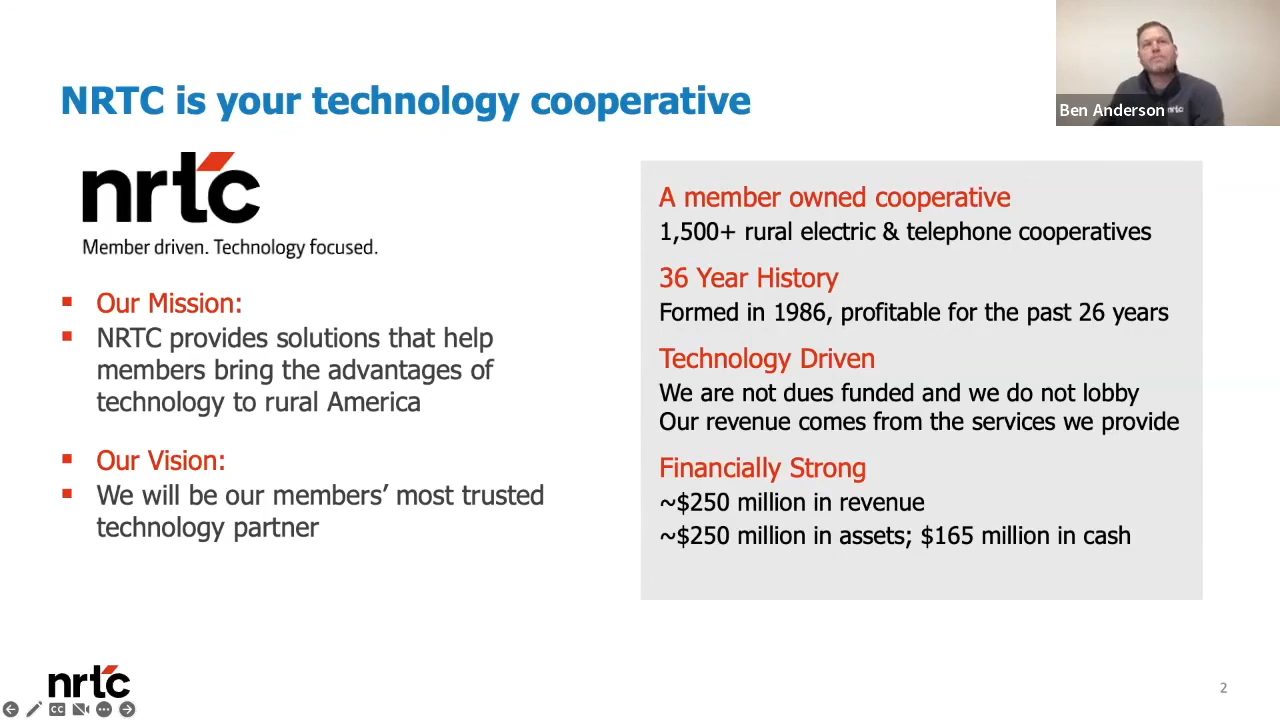 NRTC is your technology cooperative
Ben Anderson
nrtc
nrtc
Member driven. Technology focused.
Our Mission:
NRTC provides solutions that help
members bring the advantages of
technology to rural America
Our Vision:
We will be our members’ most trusted
technology partner
A member owned cooperative
1,500+ rural electric & telephone cooperatives
36 Year History
Formed in 1986, profitable for the past 26 years
Technology Driven
We are not dues funded and we do not lobby
Our revenue comes from the services we provide
Financially Strong
~$250 million in revenue
~$250 million in assets; $165 million in cash
nrtc
CC
2